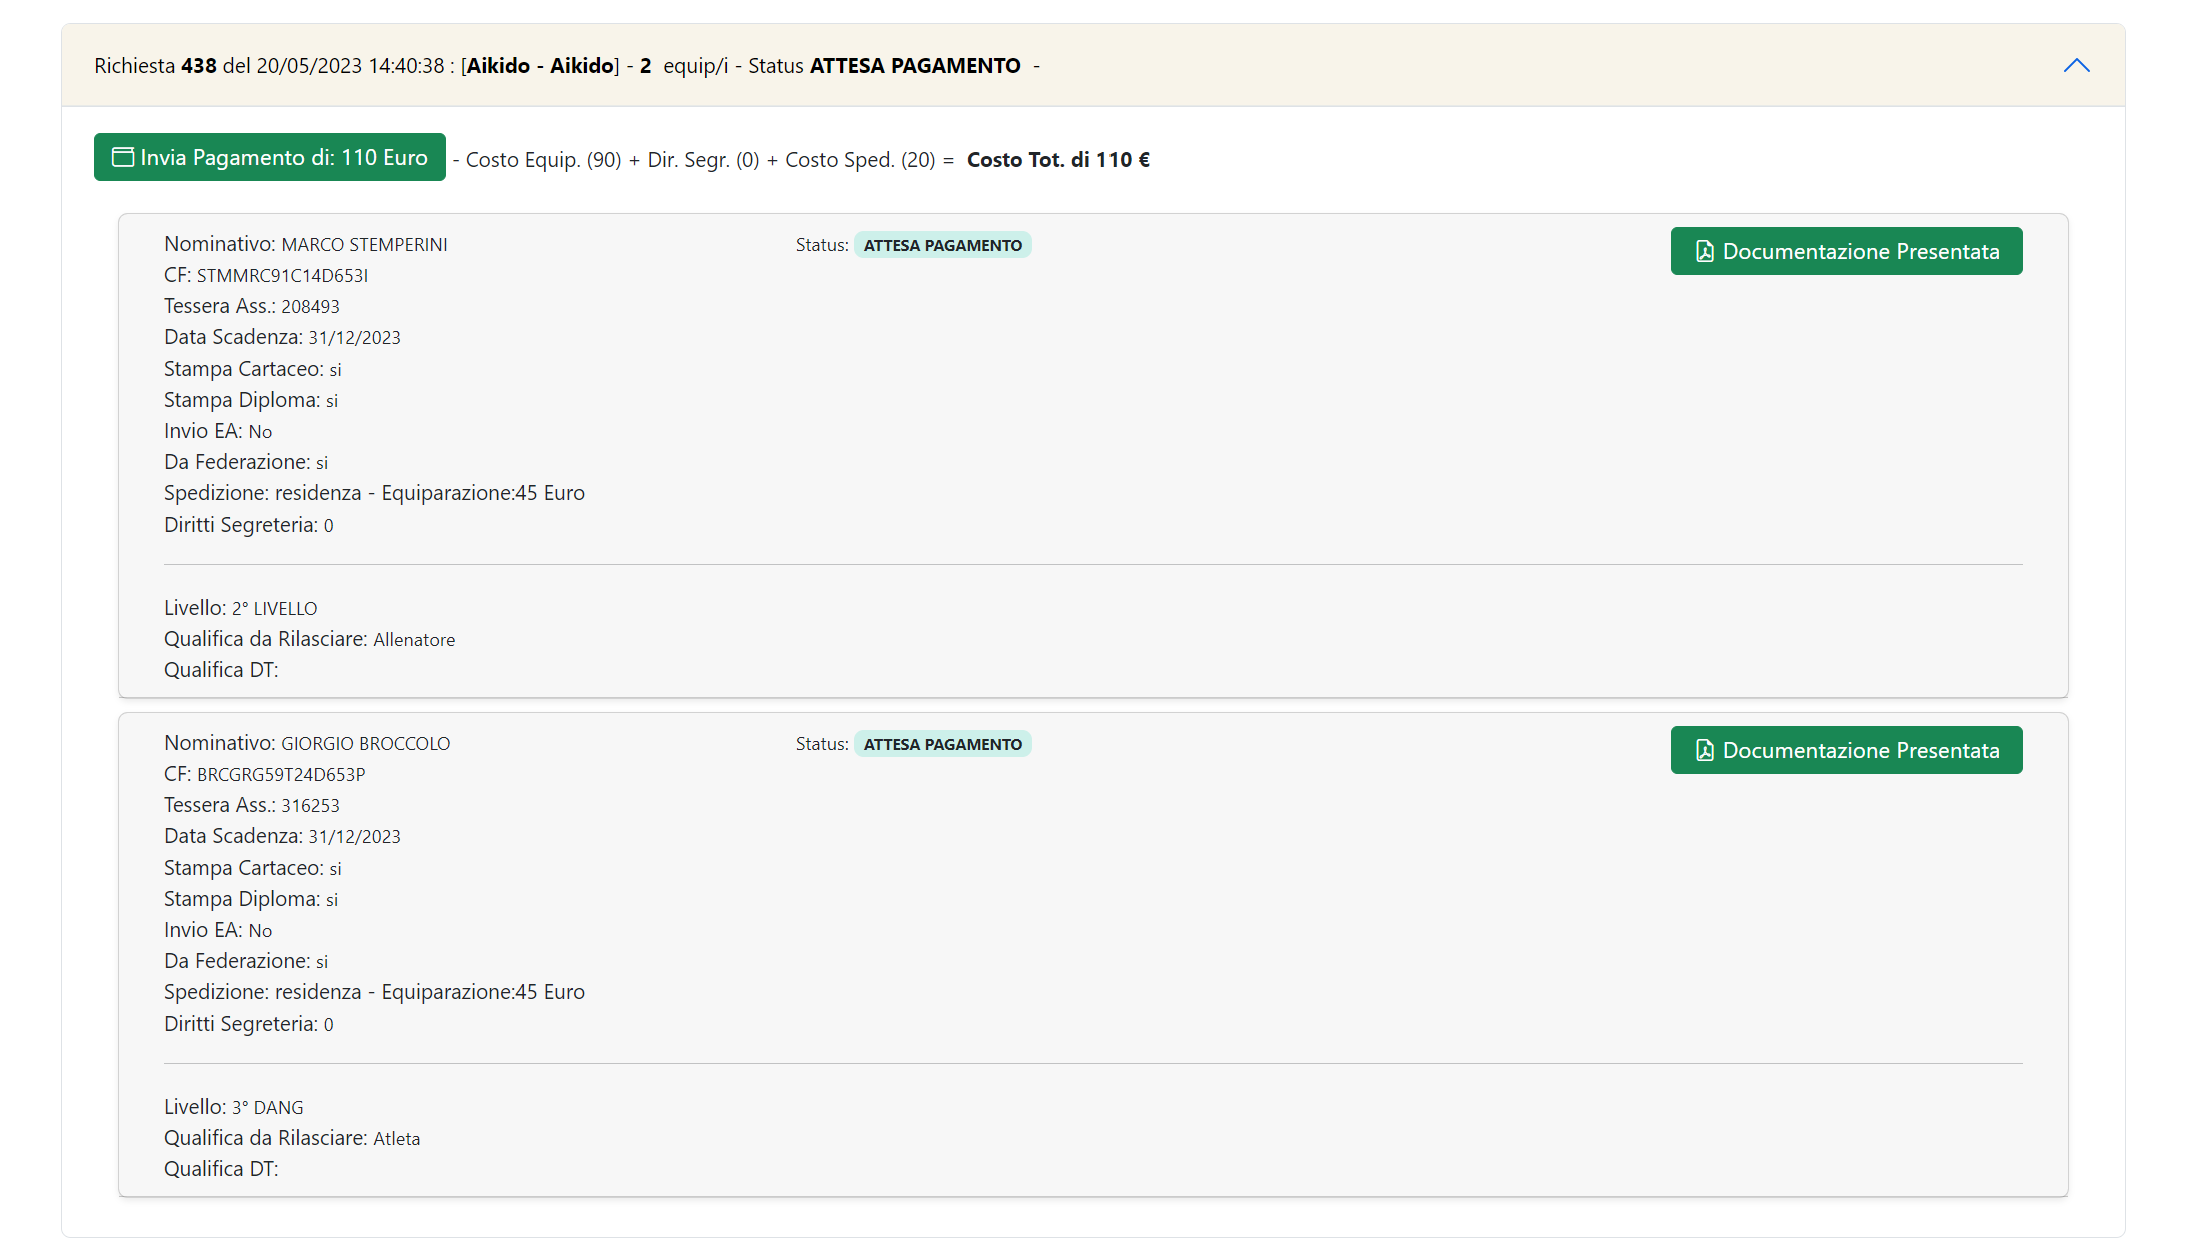 Richiesta 438 del 20/05/2023 14:40:38 : [Aikido - Aikido] - 2 equip/i - Status ATTESA PAGAMENTO -
Invia Pagamento di: 110 Euro - Costo Equip. (90) + Dir. Segr. (0) + Costo Sped. (20) = Costo Tot. di 110 €
Nominativo: MARCO STEMPERINI
Status: ATTESA PAGAMENTO
Documentazione Presentata
CF: STMMRC91C14D653I
Tessera Ass.: 208493
Data Scadenza: 31/12/2023
Stampa Cartaceo: si
Stampa Diploma: si
Invio EA: No
Da Federazione: si
Spedizione: residenza - Equiparazione:45 Euro
Diritti Segreteria: 0
Livello: 2° LIVELLO
Qualifica da Rilasciare: Allenatore
Qualifica DT:
Nominativo: GIORGIO BROCCOLO
Status: ATTESA PAGAMENTO
Documentazione Presentata
CF: BRCGRG59T24D653P
Tessera Ass.: 316253
Data Scadenza: 31/12/2023
Stampa Cartaceo: si
Stampa Diploma: si
Invio EA: No
Da Federazione: si
Spedizione: residenza - Equiparazione:45 Euro
Diritti Segreteria: 0
Livello: 3° DANG
Qualifica da Rilasciare: Atleta
Qualifica DT: